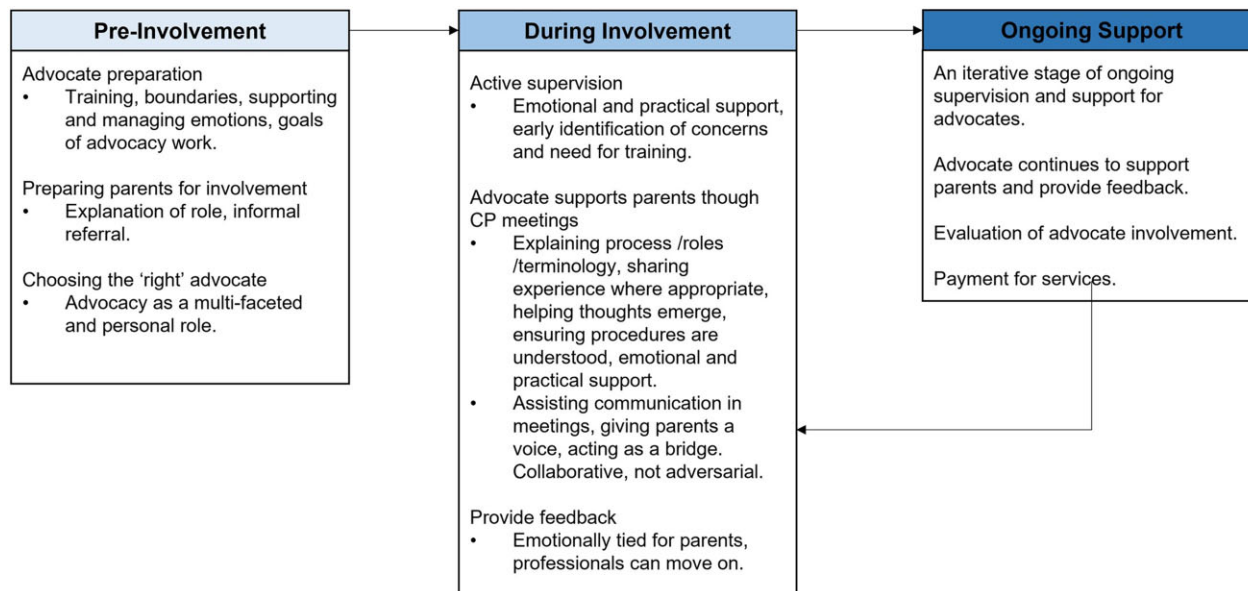 Pre-Involvement
Advocate preparation
• Training, boundaries, supporting
and managing emotions, goals
of advocacy work.
Preparing parents for involvement
• Explanation of role, informal
referral.
Choosing the ‘right’ advocate
• Advocacy as a multi-faceted
and personal role.
During Involvement
Active supervision
• Emotional and practical support,
early identification of concerns
and need for training.
Advocate supports parents though
CP meetings
• Explaining process /roles
/terminology, sharing
experience where appropriate,
helping thoughts emerge,
ensuring procedures are
understood, emotional and
practical support.
• Assisting communication in
meetings, giving parents a
voice, acting as a bridge.
Collaborative, not adversarial.
Provide feedback
• Emotionally tied for parents,
professionals can move on.
Ongoing Support
An iterative stage of ongoing
supervision and support for
advocates.
Advocate continues to support
parents and provide feedback.
Evaluation of advocate involvement.
Payment for services.